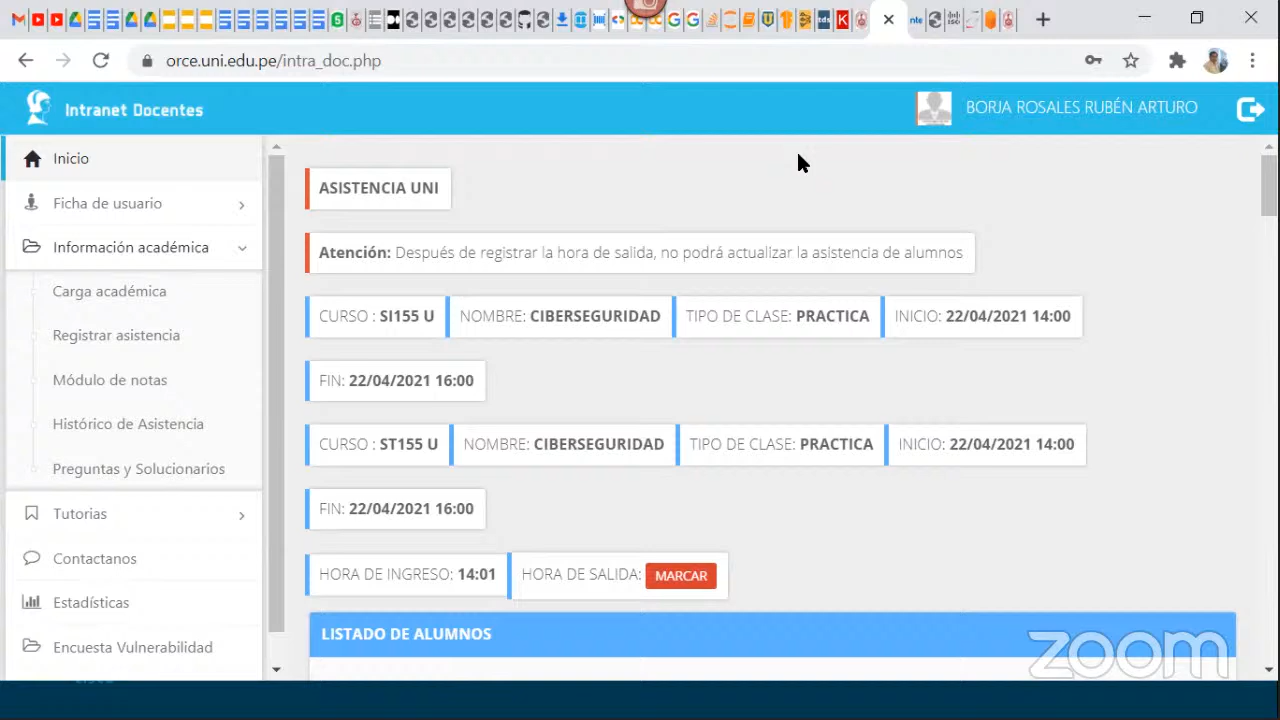 orce.uni.edu.pe/intra_doc.php
Intranet Docentes
BORJA ROSALES RUBÉN ARTURO
Inicio
Ficha de usuario
Información académica
Carga académica
Registrar asistencia
Módulo de notas
Histórico de Asistencia
Preguntas y Solucionarios
Tutorias
Contactanos
Estadísticas
Encuesta Vulnerabilidad
ASISTENCIA UNI
Atención: Después de registrar la hora de salida, no podrá actualizar la asistencia de alumnos
CURSO : SI155 U NOMBRE: CIBERSEGURIDAD TIPO DE CLASE: PRACTICA INICIO: 22/04/2021 14:00
FIN: 22/04/2021 16:00
CURSO : ST155 U NOMBRE: CIBERSEGURIDAD TIPO DE CLASE: PRACTICA INICIO: 22/04/2021 14:00
FIN: 22/04/2021 16:00
HORA DE INGRESO: 14:01 HORA DE SALIDA: MARCAR
LISTADO DE ALUMNOS
zoom